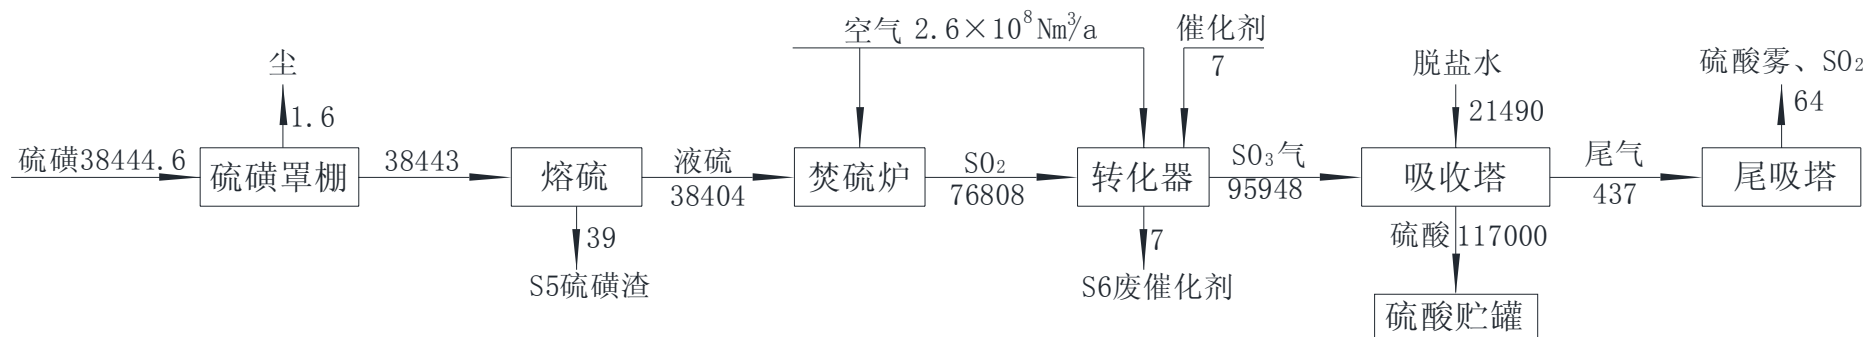 空气 2.6×10⁸Nm³/a
催化剂
7
尘
1.6
脱盐水
21490
硫酸雾、SO₂
64
硫磺38444.6
硫磺罩棚
38443
熔硫
液硫
38404
焚硫炉
SO₂
76808
转化器
SO₃气
95948
吸收塔
尾气
437
尾吸塔
39
S5硫磺渣
7
S6废催化剂
硫酸 117000
硫酸贮罐